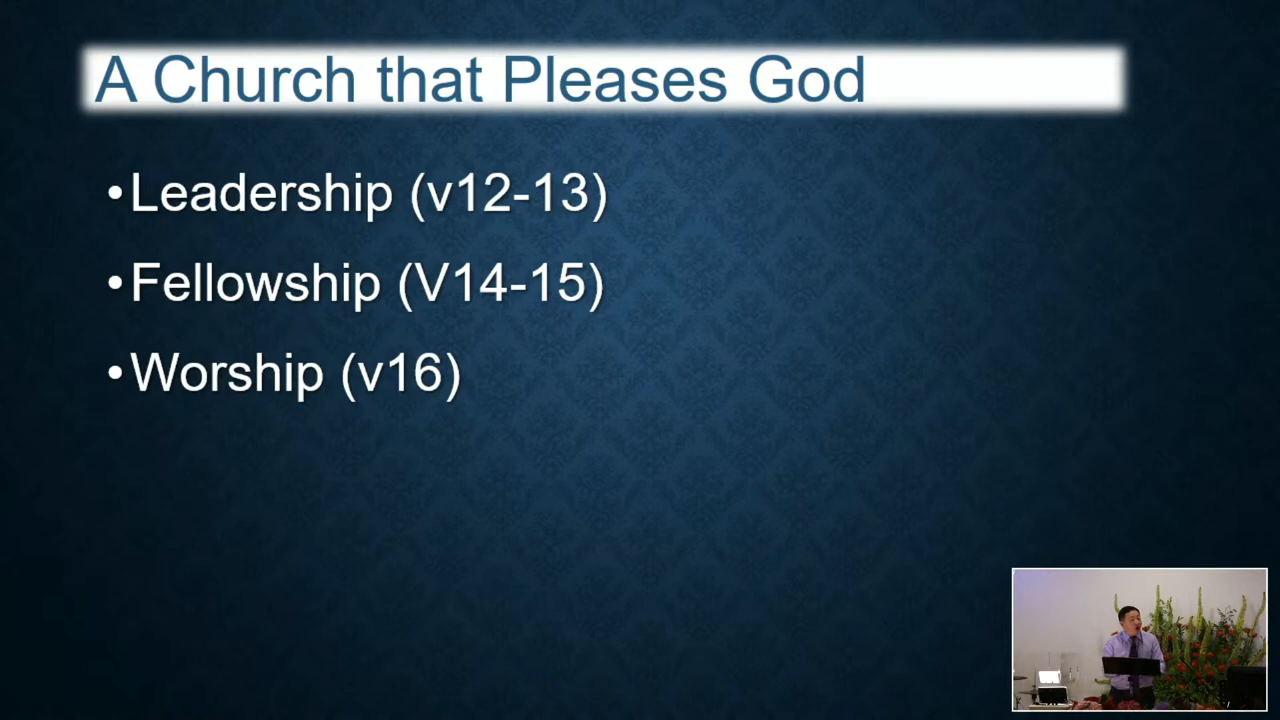 A Church that Pleases God
•Leadership (v12-13)
•Fellowship (V14-15)
•Worship (v16)